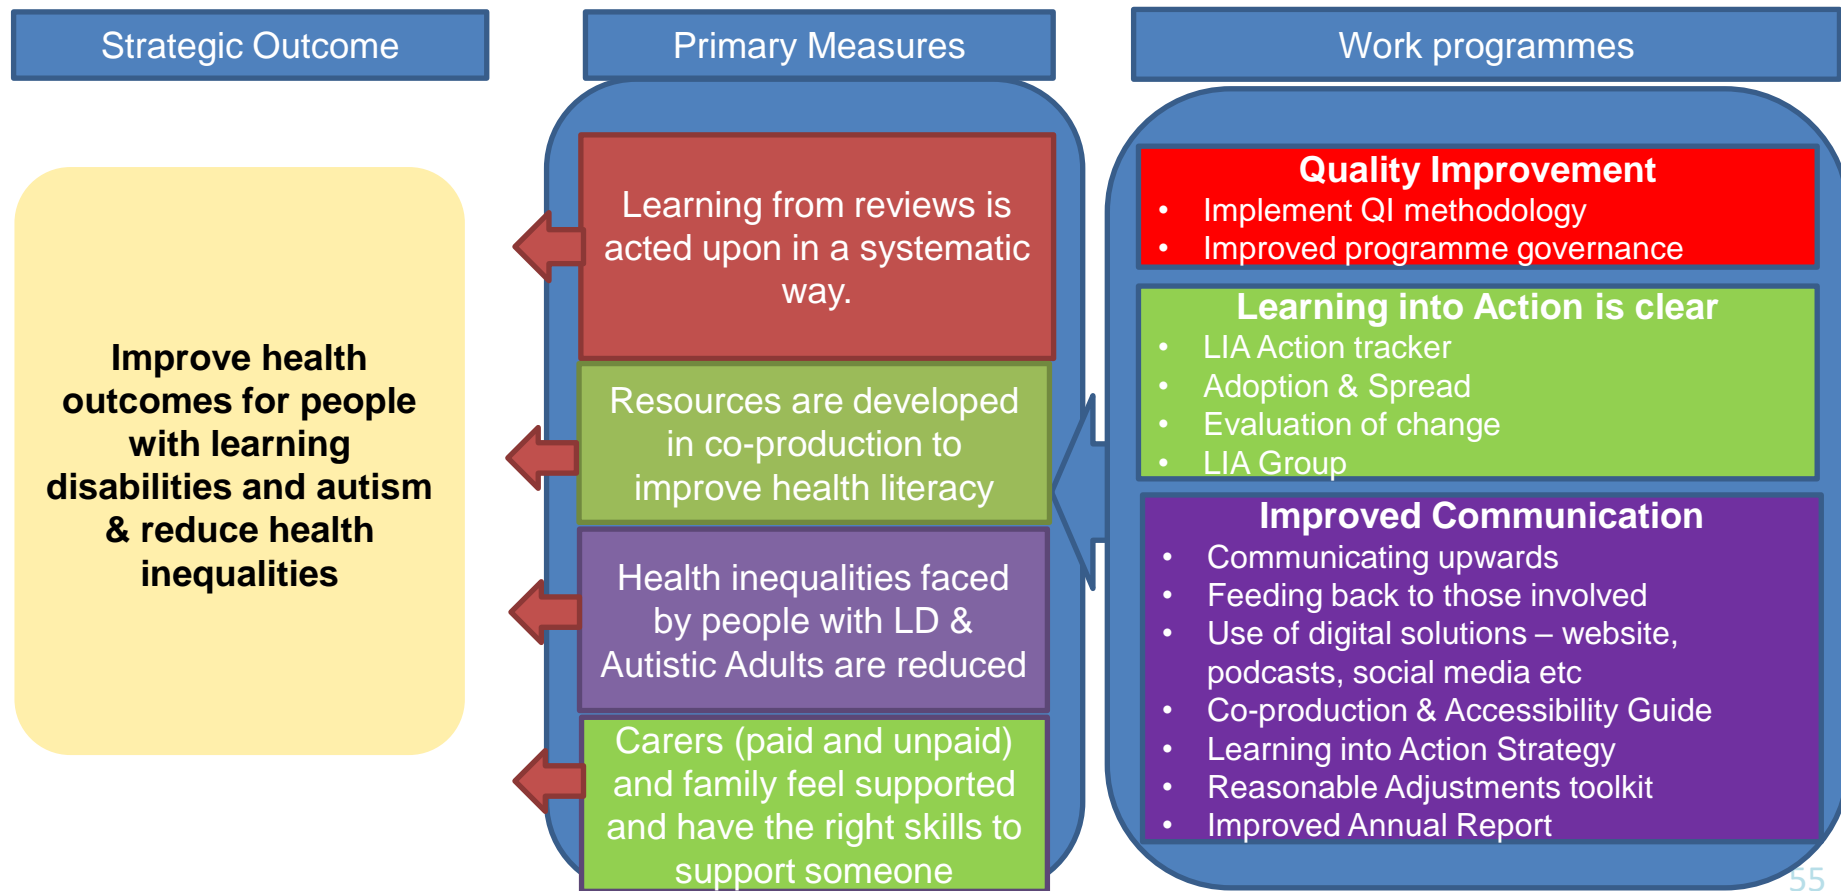 Strategic Outcome
Improve health
outcomes for people
with learning
disabilities and autism
& reduce health
inequalities
Primary Measures
Learning from reviews is
acted upon in a systematic
way.
Resources are developed
in co-production to
improve health literacy
Health inequalities faced
by people with LD &
Autistic Adults are reduced
Carers (paid and unpaid)
and family feel supported
and have the right skills to
support someone
Work programmes
Quality Improvement
• Implement QI methodology
• Improved programme governance
Learning into Action is clear
• LIA Action tracker
• Adoption & Spread
• Evaluation of change
• LIA Group
Improved Communication
• Communicating upwards
• Feeding back to those involved
• Use of digital solutions – website,
podcasts, social media etc
• Co-production & Accessibility Guide
• Learning into Action Strategy
• Reasonable Adjustments toolkit
• Improved Annual Report
55